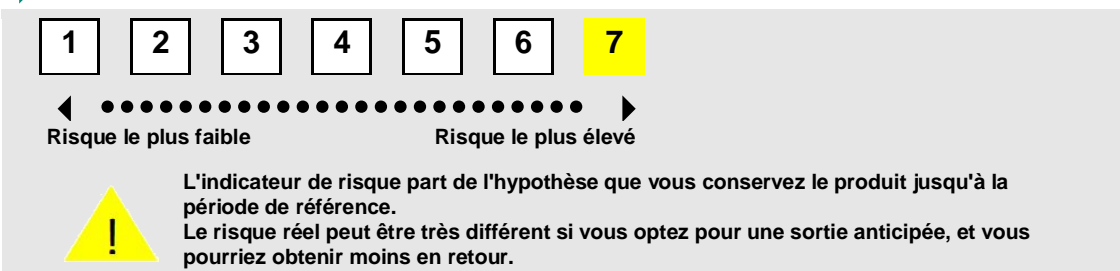 1 2 3 4 5 6 7
Risque le plus faible Risque le plus élevé
L'indicateur de risque part de l'hypothèse que vous conservez le produit jusqu'à la
période de référence.
! Le risque réel peut être très différent si vous optez pour une sortie anticipée, et vous
pourriez obtenir moins en retour.